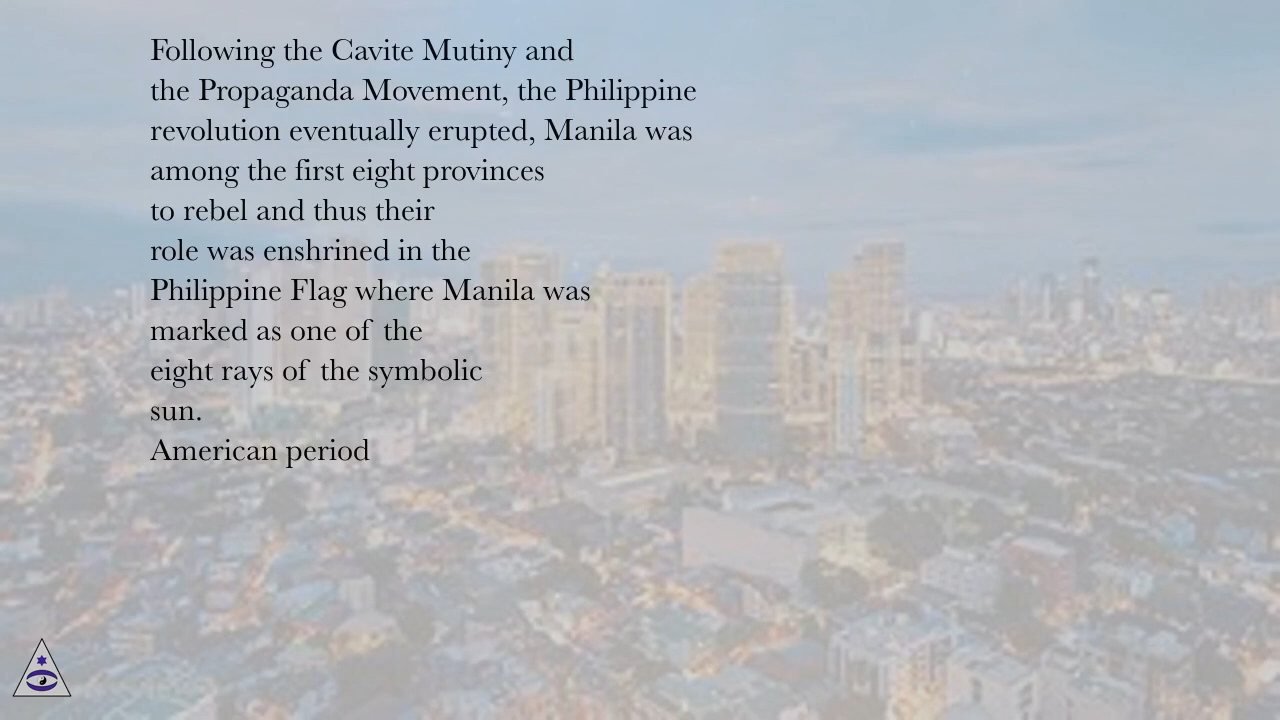 Following the Cavite Mutiny and
the Propaganda Movement, the Philippine
revolution eventually erupted, Manila was
among the first eight provinces
to rebel and thus their
role was enshrined in the
Philippine Flag where Manila was
marked as one of the
eight rays of the symbolic
sun.
American period